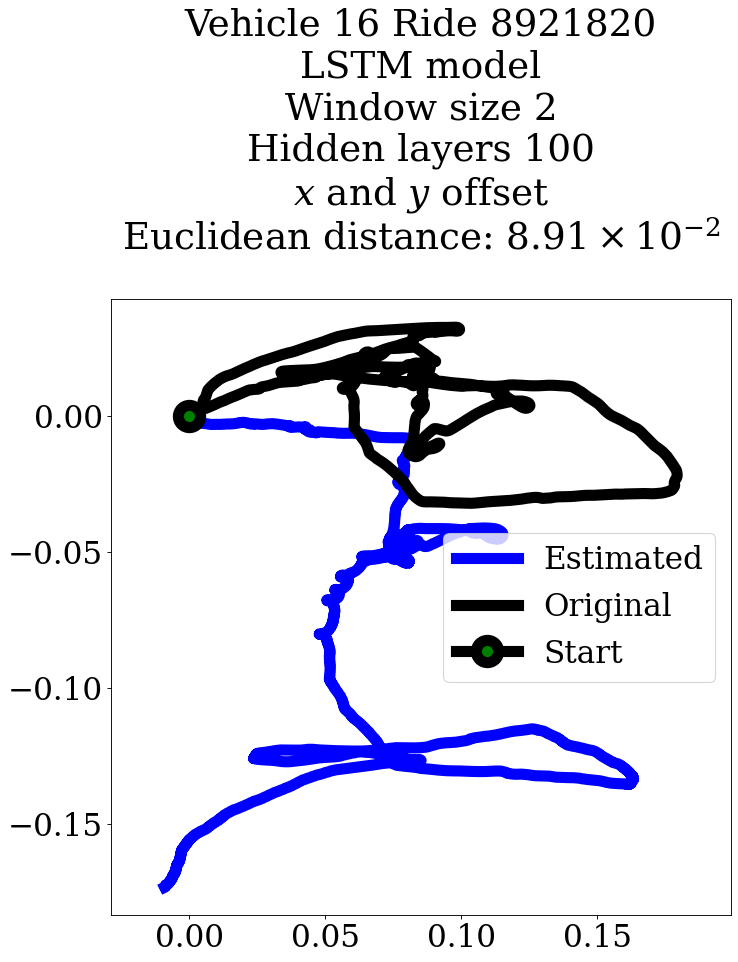 Vehicle 16 Ride 8921820
LSTM model
Window size 2
Hidden layers 100
x and y offset
Euclidean distance: 8.91 × 10⁻²
0.00
−0.05
−0.10
−0.15
Estimated
Original
Start
0.00 0.05 0.10 0.15